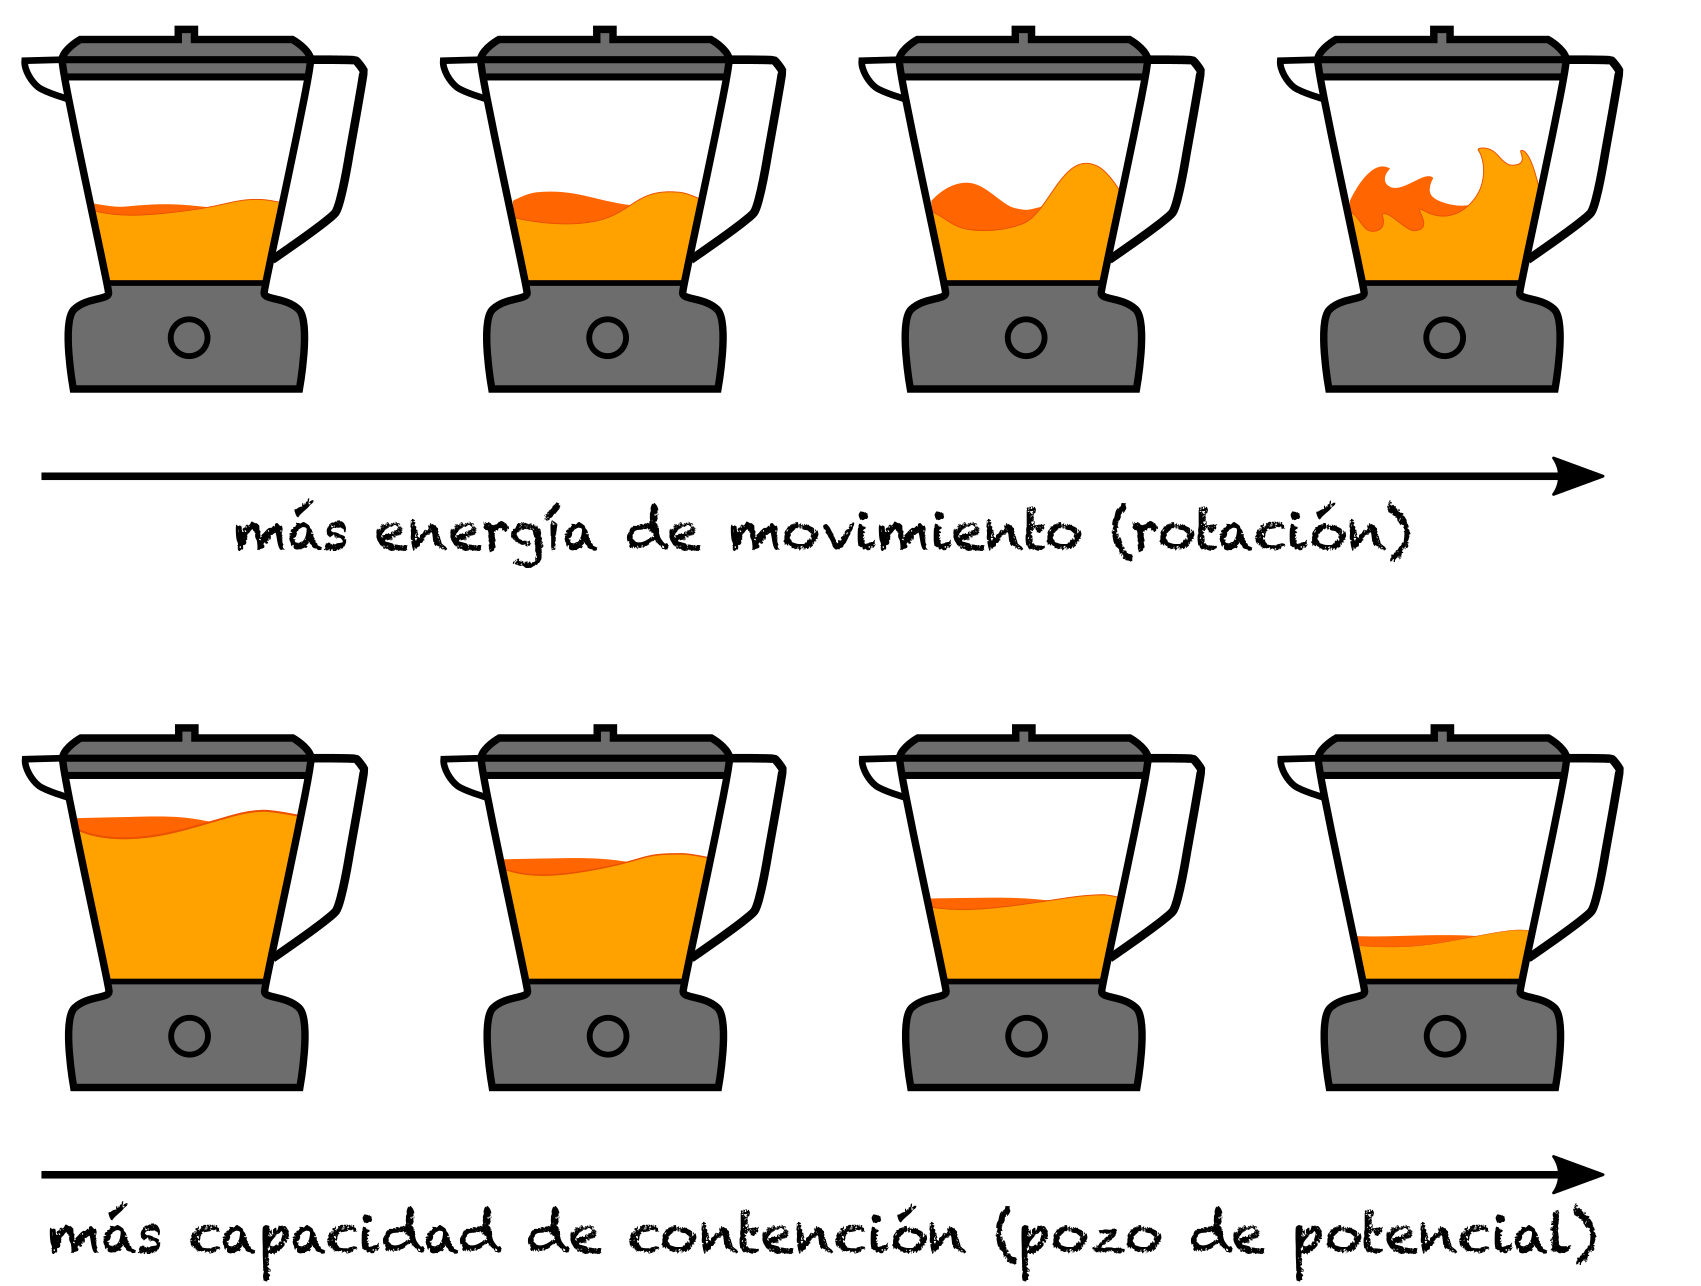 más energía de movimiento (rotación)
más capacidad de contención (pozo de potencial)